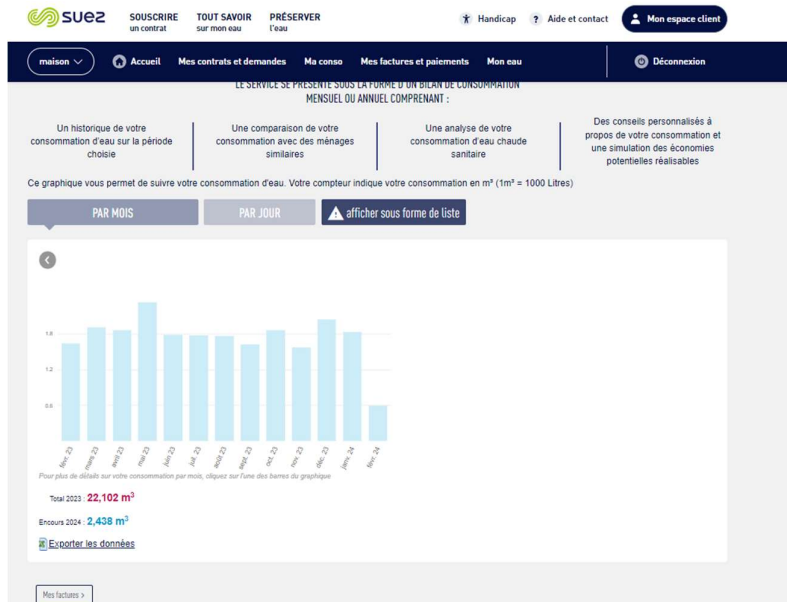 suez
SOUSCRIRE
un contrat
TOUT SAVOIR
sur mon eau
PRÉSERVER
l'eau
Handicap
? Aide et contact
Mon espace client
maison
Accueil
Mes contrats et demandes
Ma conso
Mes factures et paiements
Mon eau
Déconnexion
LE SERVICE SE PRÉSENTE SOUS LA FORME D'UN BILAN DE CONSOMMATION
MENSUEL OU ANNUEL COMPRENANT :
Un historique de votre
consommation d'eau sur la période
choisie
Une comparaison de votre
consommation avec des ménages
similaires
Une analyse de votre
consommation d'eau chaude
sanitaire
Des conseils personnalisés à
propos de votre consommation et
une simulation des économies
potentielles réalisables
Ce graphique vous permet de suivre votre consommation d'eau. Votre compteur indique votre consommation en m³ (1m³ = 1000 Litres)
PAR MOIS
PAR JOUR
afficher sous forme de liste
1.8
1.2
0.6
févr. 23
mars 23
avril 23
mai 23
juin 23
juil. 23
août 23
sept. 23
oct. 23
nov. 23
déc. 23
janv. 24
févr. 24
Pour plus de détails sur votre consommation par mois, cliquez sur l'une des barres du graphique
Total 2023 : 22,102 m³
Encours 2024 : 2,438 m³
Exporter les données
Mes factures >